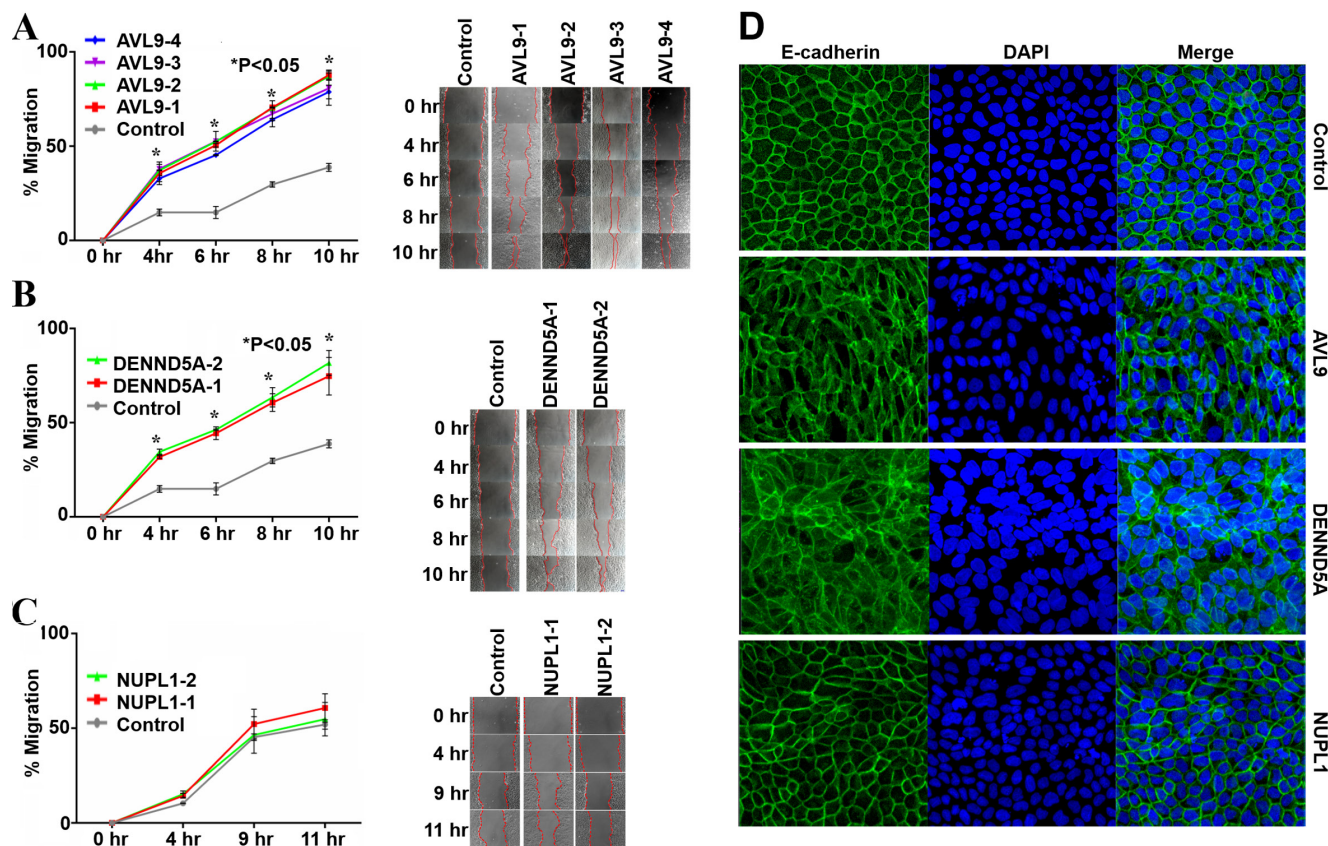 A
100
50
0
% Migration
AVL9-4
AVL9-3
AVL9-2
AVL9-1
Control
*P<0.05
*
*
*
*
0 hr 4hr 6 hr 8 hr 10 hr
Control AVL9-1 AVL9-2 AVL9-3 AVL9-4
0 hr
4 hr
6 hr
8 hr
10 hr
B
100
50
0
% Migration
DENND5A-2
DENND5A-1
Control
*P<0.05
*
*
*
*
0 hr 4 hr 6 hr 8 hr 10 hr
Control DENND5A-1 DENND5A-2
0 hr
4 hr
6 hr
8 hr
10 hr
C
100
50
0
% Migration
NUPL1-2
NUPL1-1
Control
0 hr 4 hr 9 hr 11 hr
Control NUPL1-1 NUPL1-2
0 hr
4 hr
9 hr
11 hr
D
E-cadherin DAPI Merge
Control
AVL9
DENND5A
NUPL1